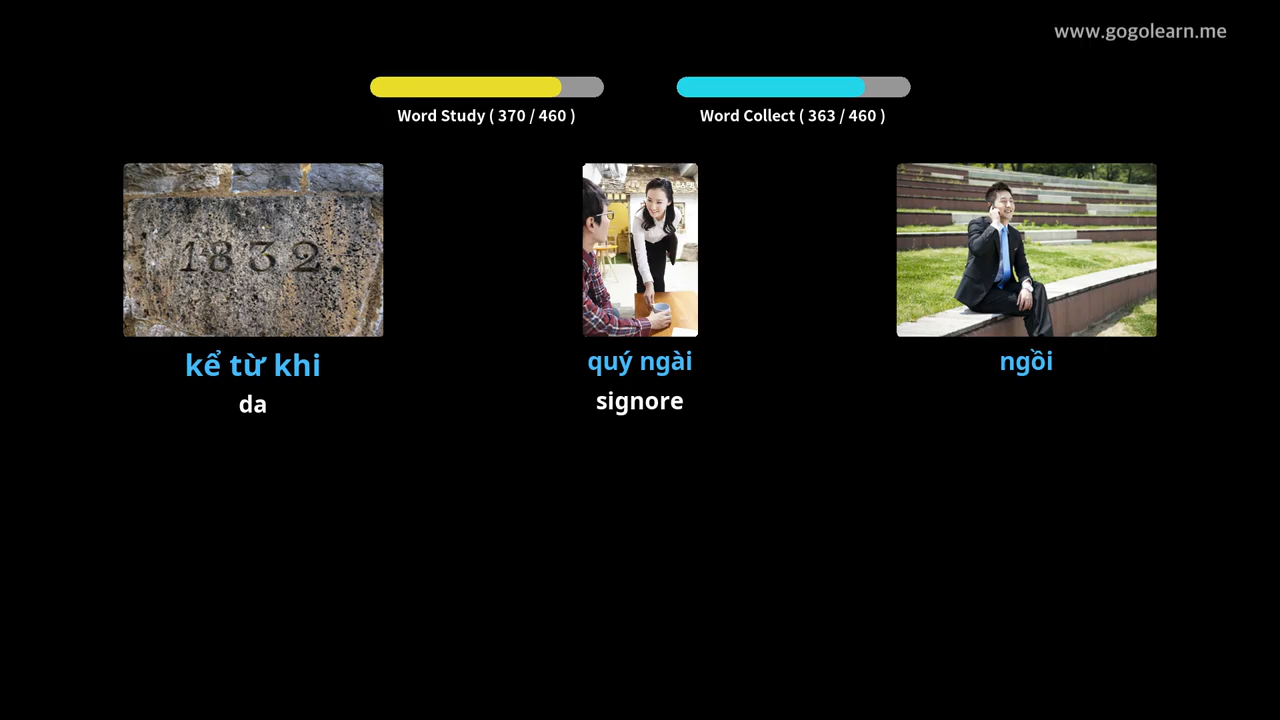 www.gogolearn.me
Word Study ( 370 / 460 )
Word Collect ( 363 / 460 )
1832.
kể từ khi
da
quý ngài
signore
ngồi